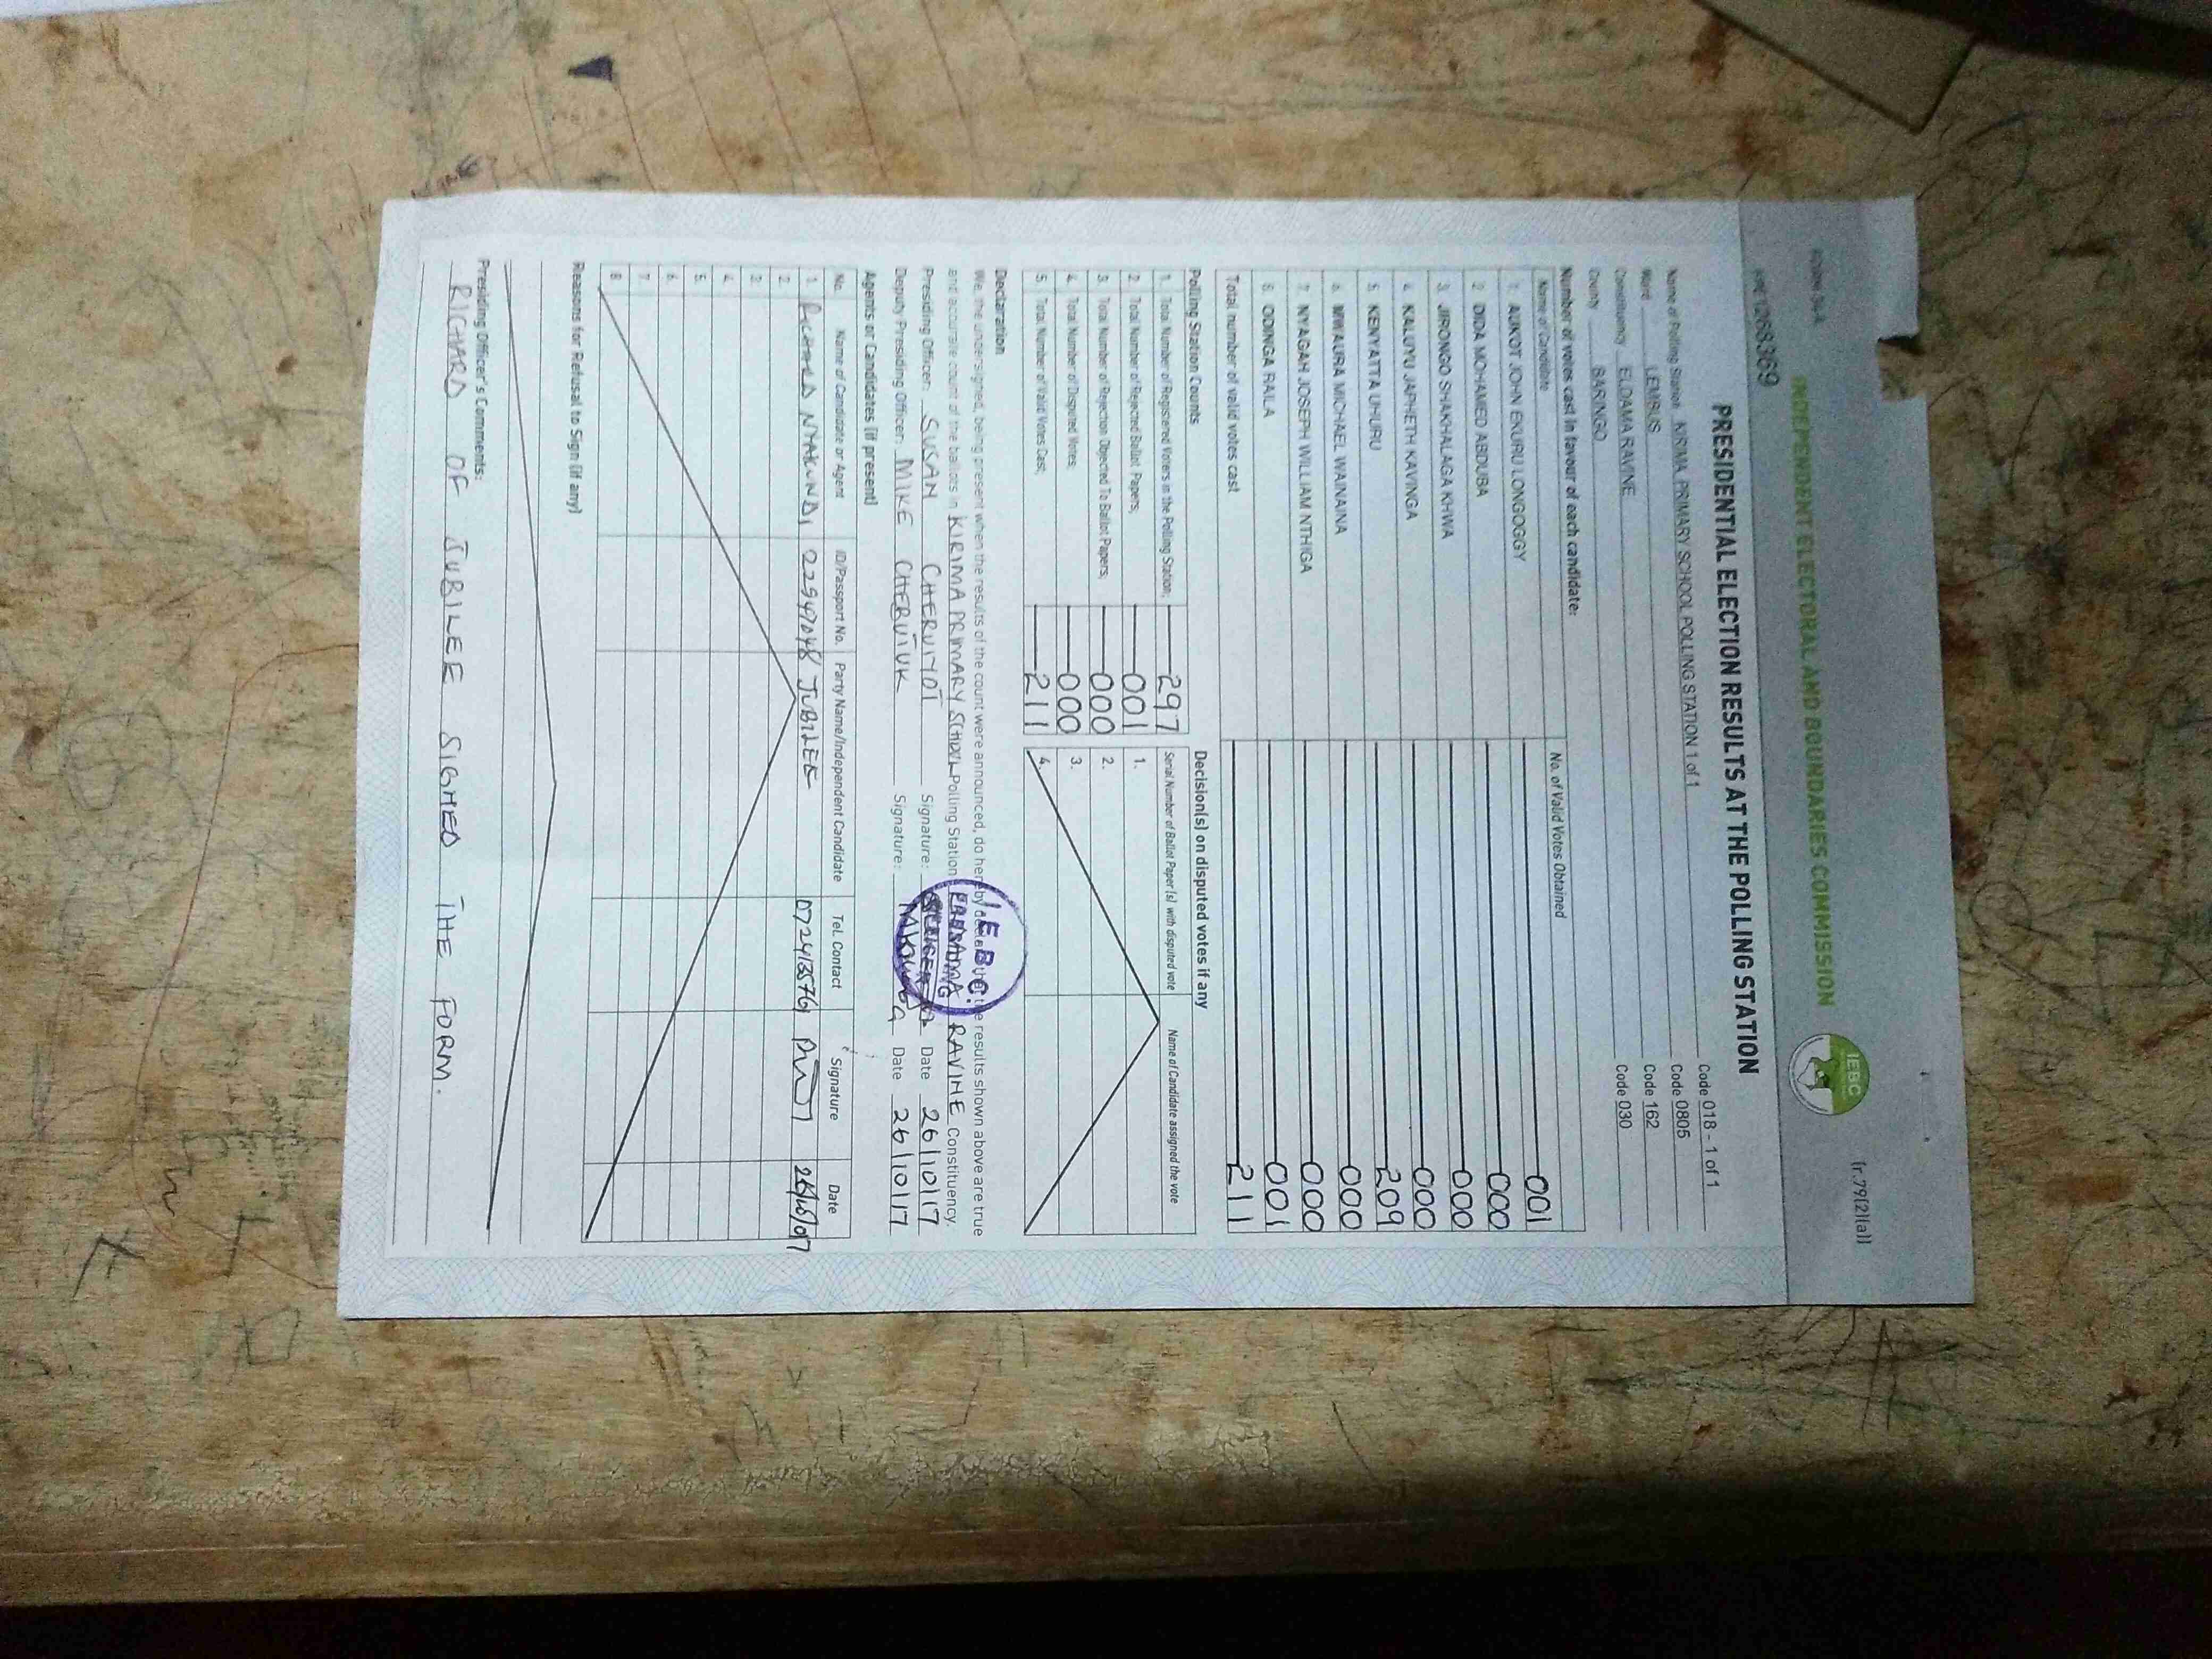 FORM 34A (r.79(2)(a))
INDEPENDENT ELECTORAL AND BOUNDARIES COMMISSION
IEBC
1268369
PRESIDENTIAL ELECTION RESULTS AT THE POLLING STATION
Name of Polling Station KIRIMA PRIMARY SCHOOL POLLING STATION 1 of 1 Code 018 - 1 of 1
Ward LEMBUS Code 0805
Constituency ELDAMA RAVINE Code 162
County BARINGO Code 030
Number of votes cast in favour of each candidate:
Name of Candidate No. of Valid Votes Obtained
1. AUKOT JOHN EKURU LONGOGGY 001
2. DIDA MOHAMED ABDUBA 000
3. JIRONGO SHAKHALAGA KHWA 000
4. KALUYU JAPHETH KAVINGA 000
5. KENYATTA UHURU 209
6. MWAURA MICHAEL WAINAINA 000
7. NYAGAH JOSEPH WILLIAM NTHIGA 000
8. ODINGA RAILA 001
Total number of valid votes cast 211
Polling Station Counts
1. Total Number of Registered Voters in the Polling Station; 297
2. Total Number of Rejected Ballot Papers; 001
3. Total Number of Rejection Objected To Ballot Papers; 000
4. Total Number of Disputed Votes; 000
5. Total Number of Valid Votes Cast; 211
Decision(s) on disputed votes if any
Serial Number of Ballot Paper (s) with disputed vote Name of Candidate assigned the vote
1.
2.
3.
4.
Declaration
We, the undersigned, being present when the results of the count were announced, do hereby declare that the results shown above are true
and accurate count of the ballots in KIRIMA PRIMARY SCHOOL Polling Station ELDAMA RAVINE Constituency.
Presiding Officer: SUSAN CHERUIYOT Signature: Date 26/10/17
Deputy Presiding Officer: MIKE CHERUTUK Signature: Date 26/10/17
I.E.B.C.
Agents or Candidates (if present)
No. Name of Candidate or Agent ID/Passport No. Party Name/Independent Candidate Tel. Contact Signature Date
1. RICHARD NYAKUNDI 22547048 JUBILEE 0724135761 26/10/017
2.
3.
4.
5.
6.
7.
8.
Reasons for Refusal to Sign (if any)
Presiding Officer's Comments:
RICHARD OF JUBILEE SIGNED THE FORM.